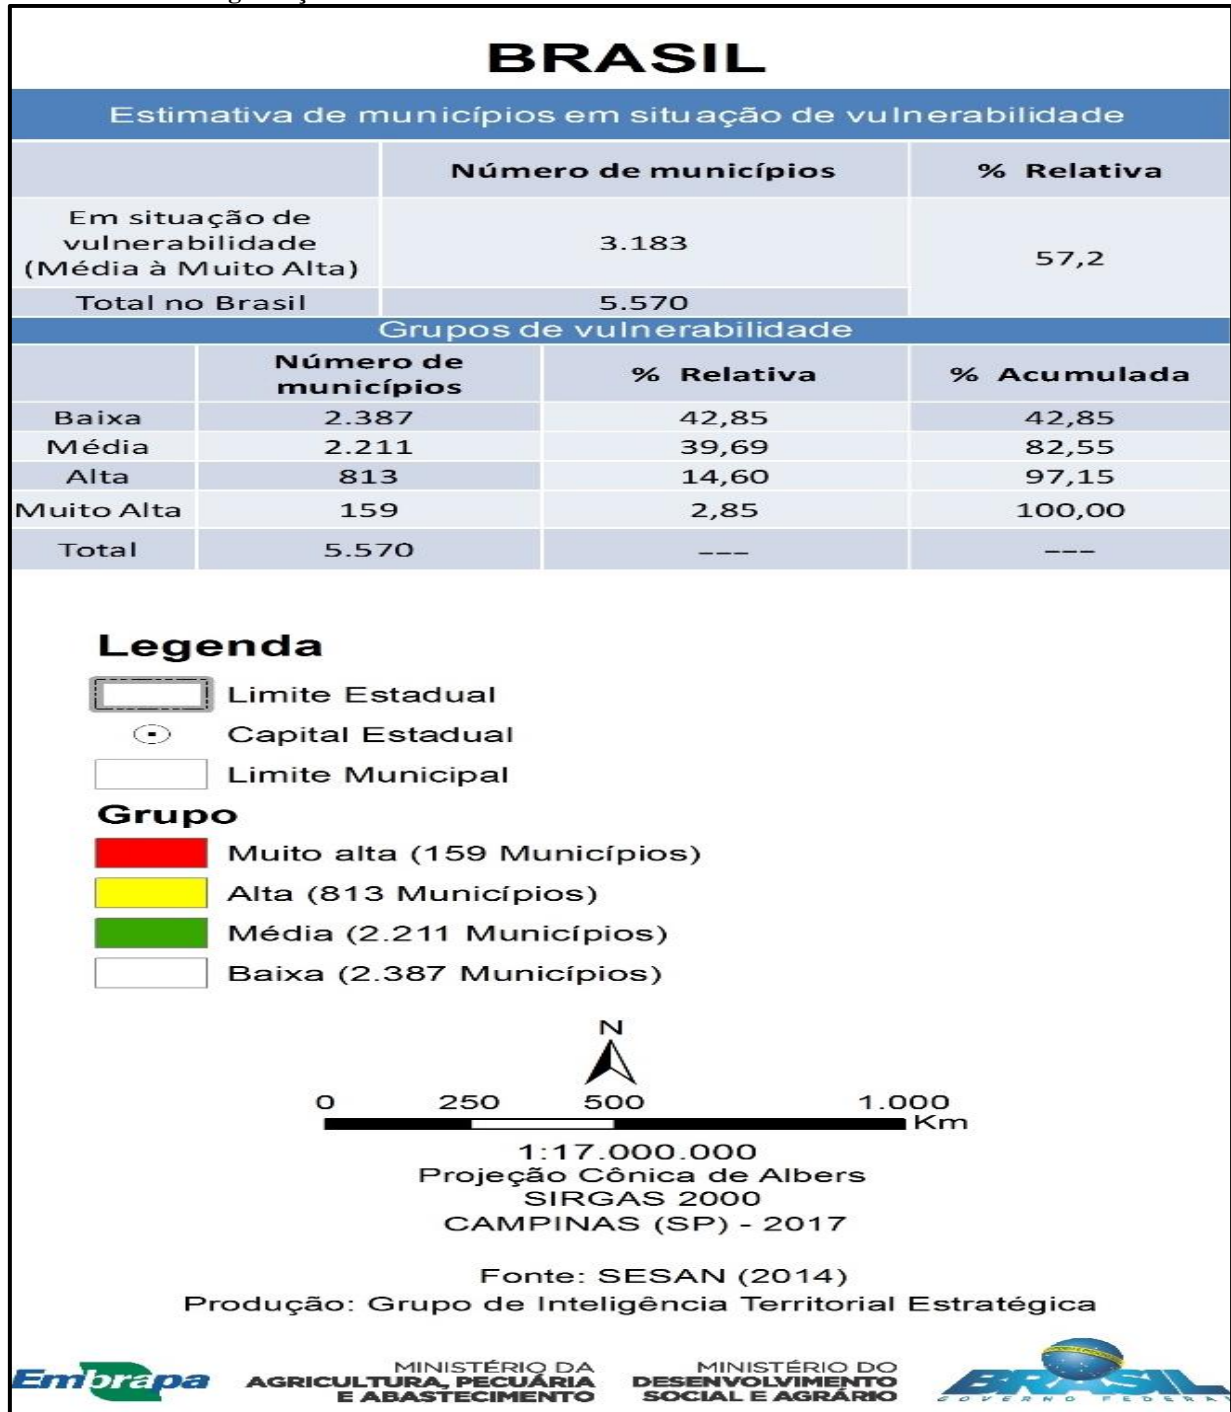 BRASIL
Estimativa de municípios em situação de vulnerabilidade
Número de municípios % Relativa
Em situação de
vulnerabilidade
(Média à Muito Alta)
3.183
57,2
Total no Brasil 5.570
Grupos de vulnerabilidade
Número de
municípios
% Relativa % Acumulada
Baixa 2.387 42,85 42,85
Média 2.211 39,69 82,55
Alta 813 14,60 97,15
Muito Alta 159 2,85 100,00
Total 5.570 --- ---
Legenda
Limite Estadual
Capital Estadual
Limite Municipal
Grupo
Muito alta (159 Municípios)
Alta (813 Municípios)
Média (2.211 Municípios)
Baixa (2.387 Municípios)
N
0 250 500 1.000
Km
1:17.000.000
Projeção Cônica de Albers
SIRGAS 2000
CAMPINAS (SP) - 2017
Fonte: SESAN (2014)
Produção: Grupo de Inteligência Territorial Estratégica
Embrapa
MINISTÉRIO DA
AGRICULTURA, PECUÁRIA
E ABASTECIMENTO
MINISTÉRIO DO
DESENVOLVIMENTO
SOCIAL E AGRÁRIO
BRASIL
GOVERNO FEDERAL